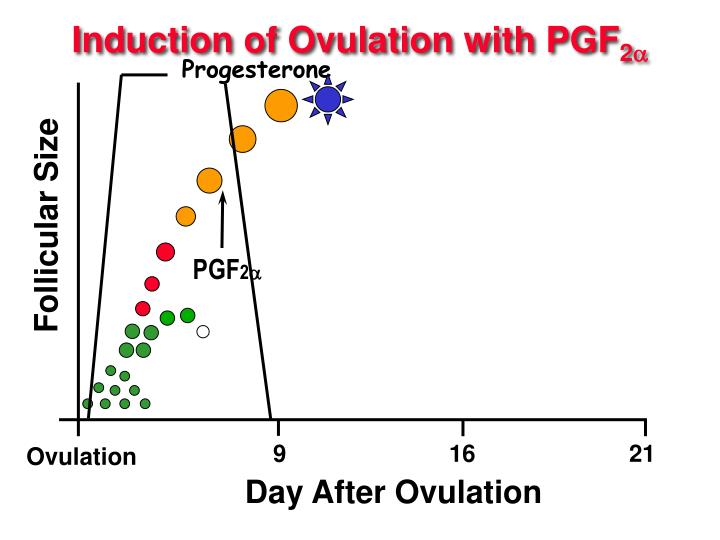 Induction of Ovulation with PGF2α
Progesterone
Follicular Size
PGF2α
Ovulation
9
16
21
Day After Ovulation